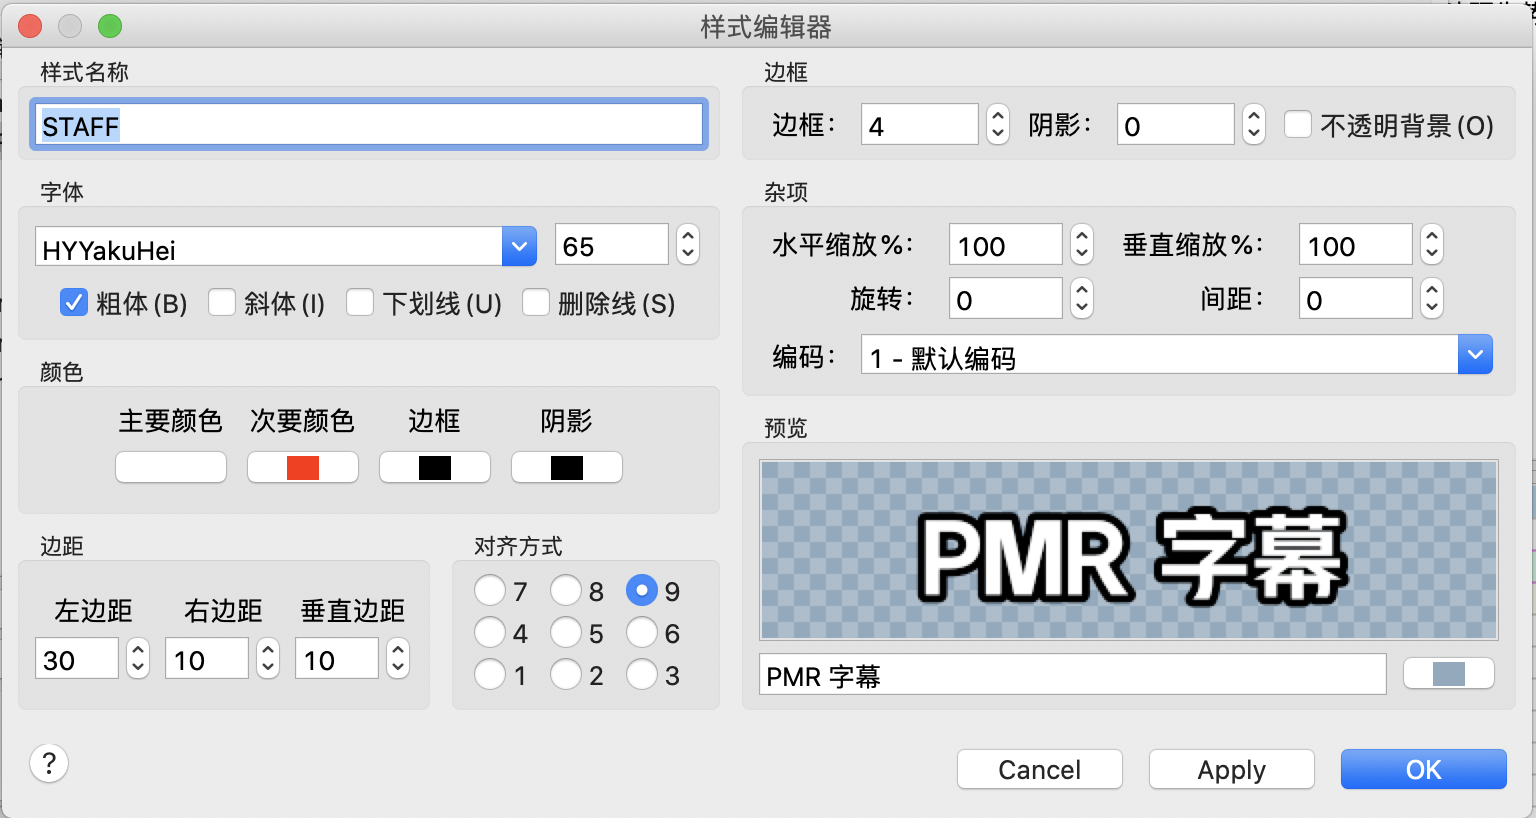 样式编辑器
样式名称
STAFF
字体
HYYakuHei 65
粗体(B) 斜体(I) 下划线(U) 删除线(S)
颜色
主要颜色 次要颜色 边框 阴影
边距
左边距 右边距 垂直边距
30 10 10
对齐方式
7 8 9
4 5 6
1 2 3
边框
边框: 4 阴影: 0 不透明背景(O)
杂项
水平缩放%: 100 垂直缩放%: 100
旋转: 0 间距: 0
编码: 1 - 默认编码
预览
PMR 字幕
PMR 字幕
?
Cancel Apply OK